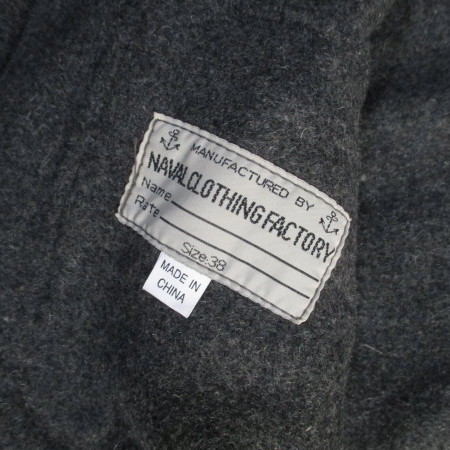 MANUFACTURED BY
NAVAL CLOTHING FACTORY
Name
Rate
Size:38
MADE IN
CHINA